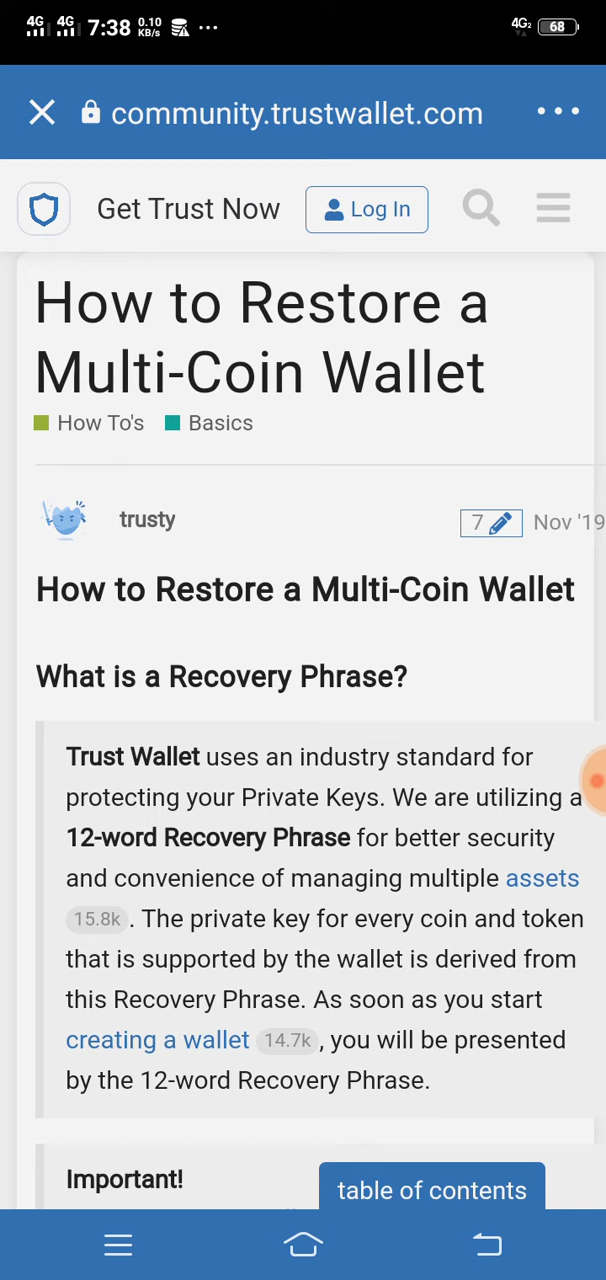 4G 4G 7:38 0.10 KB/s ... 4G2 68
community.trustwallet.com
Get Trust Now Log In
How to Restore a
Multi-Coin Wallet
How To's Basics
trusty 7 Nov '19
How to Restore a Multi-Coin Wallet
What is a Recovery Phrase?
Trust Wallet uses an industry standard for
protecting your Private Keys. We are utilizing a
12-word Recovery Phrase for better security
and convenience of managing multiple assets
15.8k . The private key for every coin and token
that is supported by the wallet is derived from
this Recovery Phrase. As soon as you start
creating a wallet 14.7k , you will be presented
by the 12-word Recovery Phrase.
Important!
table of contents